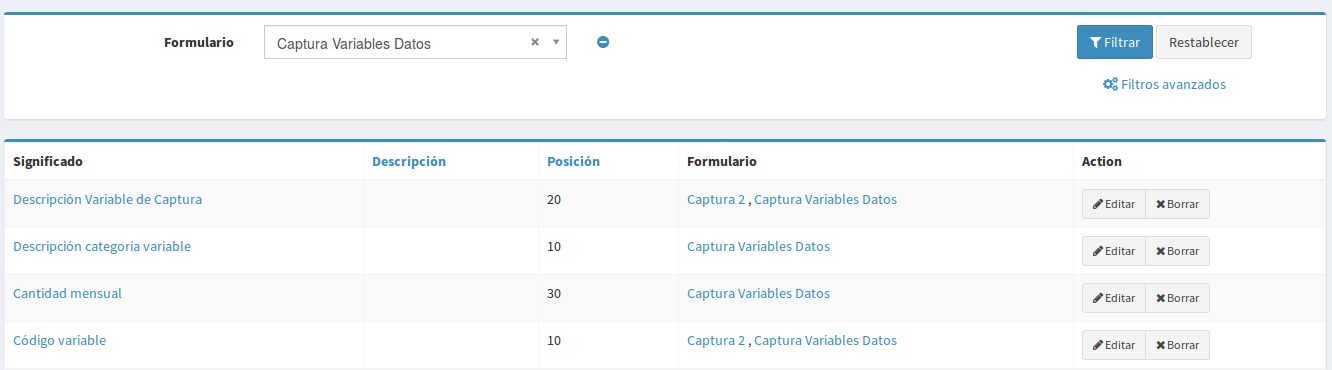 Formulario Captura Variables Datos Filtrar Restablecer
Filtros avanzados
Significado Descripción Posición Formulario Action
Descripción Variable de Captura 20 Captura 2 , Captura Variables Datos Editar Borrar
Descripción categoría variable 10 Captura Variables Datos Editar Borrar
Cantidad mensual 30 Captura Variables Datos Editar Borrar
Código variable 10 Captura 2 , Captura Variables Datos Editar Borrar